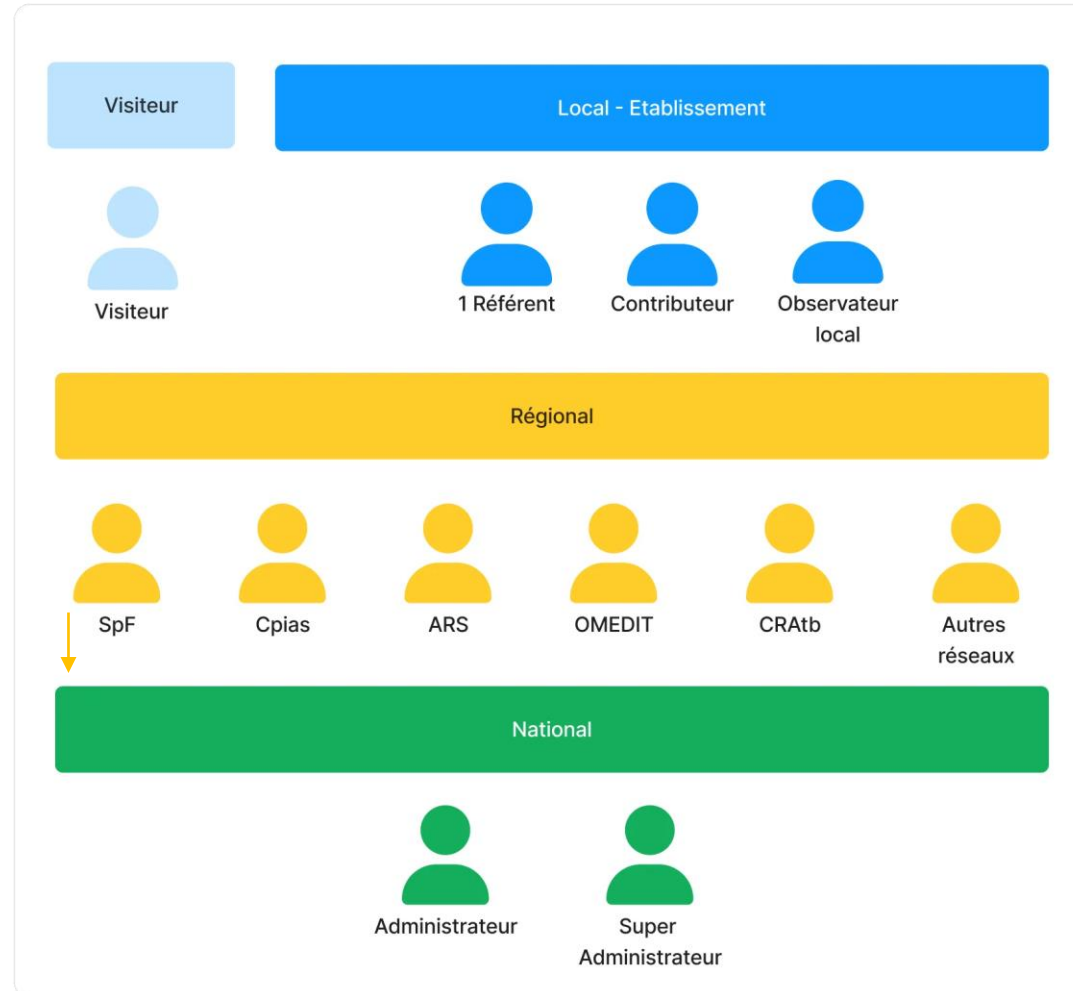 Visiteur
Local - Etablissement
Visiteur
1 Référent
Contributeur
Observateur
local
Régional
SpF
Cpias
ARS
OMEDIT
CRAtb
Autres
réseaux
National
Administrateur
Super
Administrateur